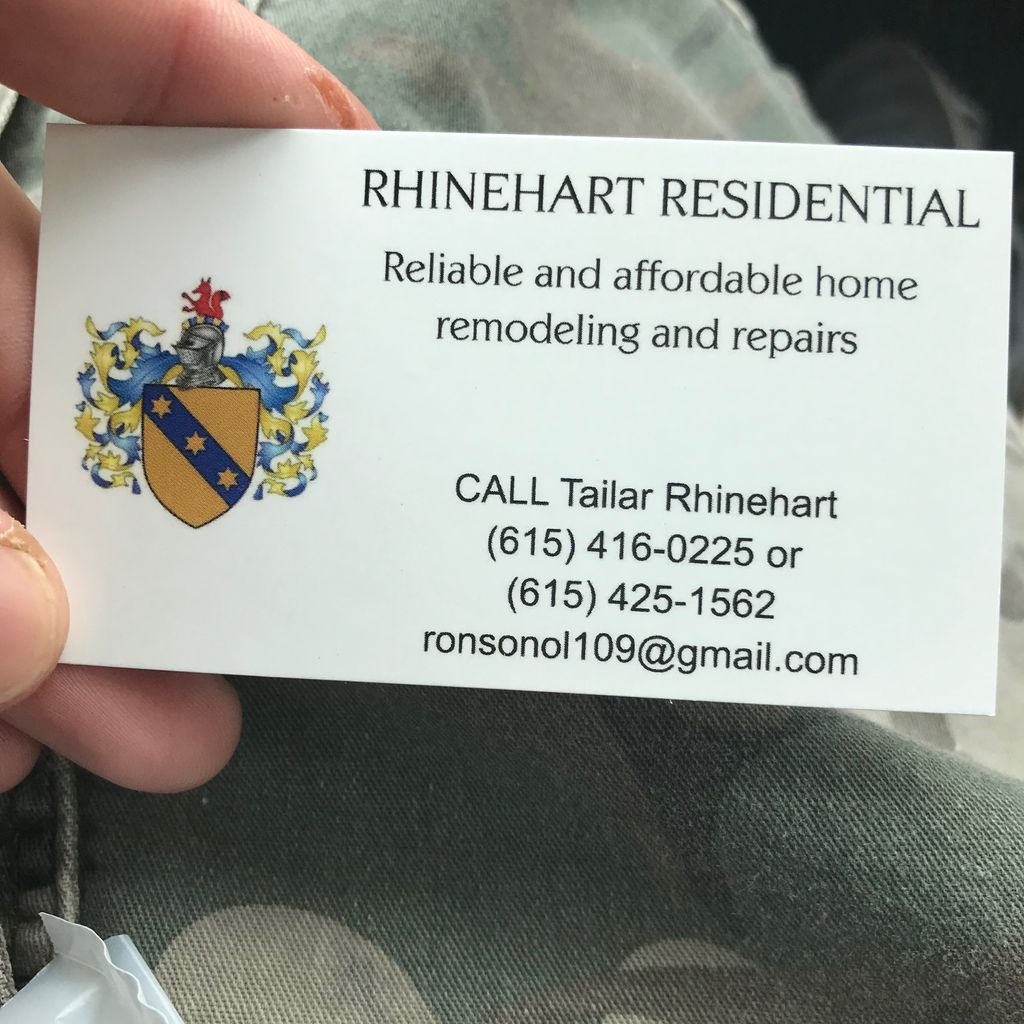 RHINEHART RESIDENTIAL
Reliable and affordable home
remodeling and repairs
CALL Tailar Rhinehart
(615) 416-0225 or
(615) 425-1562
ronsonol109@gmail.com